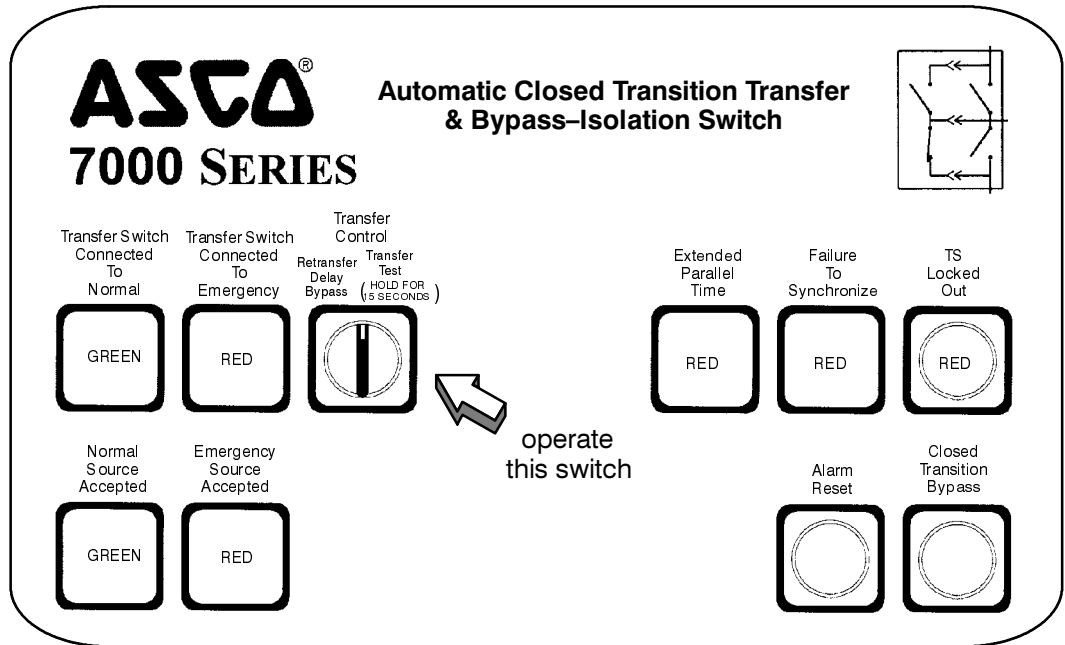 ASCO®
7000 SERIES
Automatic Closed Transition Transfer
& Bypass–Isolation Switch
Transfer Switch
Connected
To
Normal
GREEN
Transfer Switch
Connected
To
Emergency
RED
Transfer
Control
Retransfer
Delay
Bypass
Transfer
Test
(HOLD FOR
15 SECONDS)
operate
this switch
Extended
Parallel
Time
RED
Failure
To
Synchronize
RED
TS
Locked
Out
RED
Normal
Source
Accepted
GREEN
Emergency
Source
Accepted
RED
Alarm
Reset
Closed
Transition
Bypass